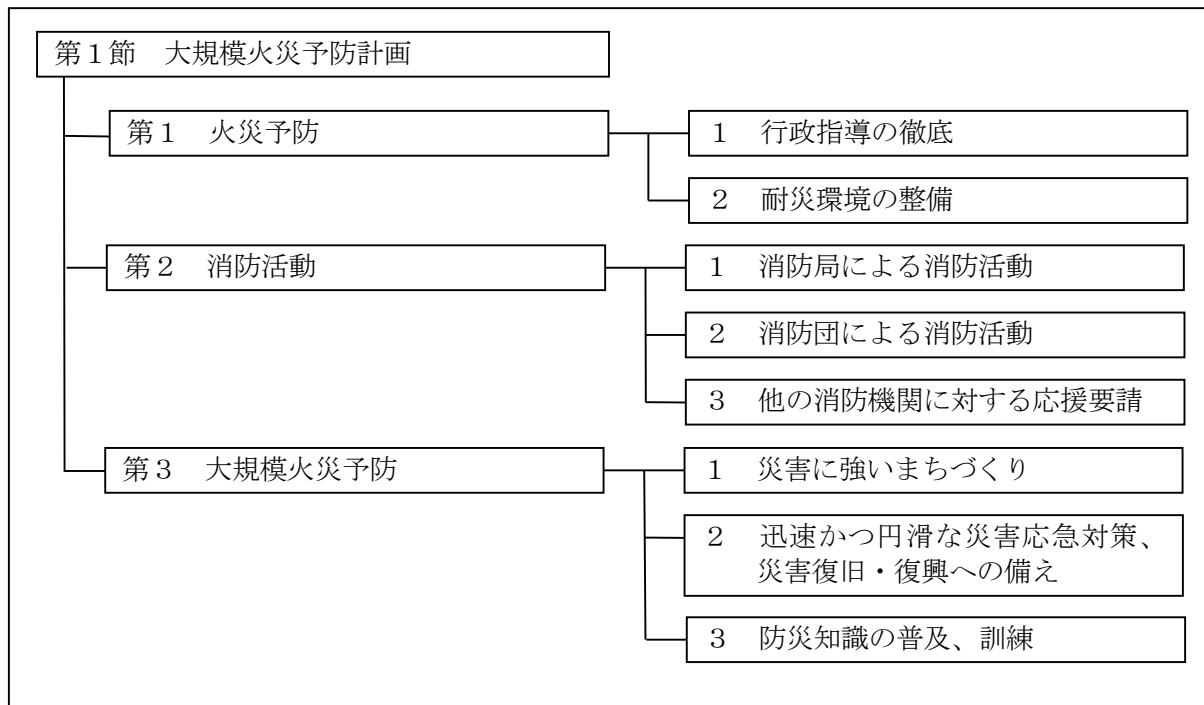 第1節　大規模火災予防計画
第１　火災予防
１　行政指導の徹底
２　耐災環境の整備
第２　消防活動
１　消防局による消防活動
２　消防団による消防活動
３　他の消防機関に対する応援要請
第３　大規模火災予防
１　災害に強いまちづくり
２　迅速かつ円滑な災害応急対策、
災害復旧・復興への備え
３　防災知識の普及、訓練